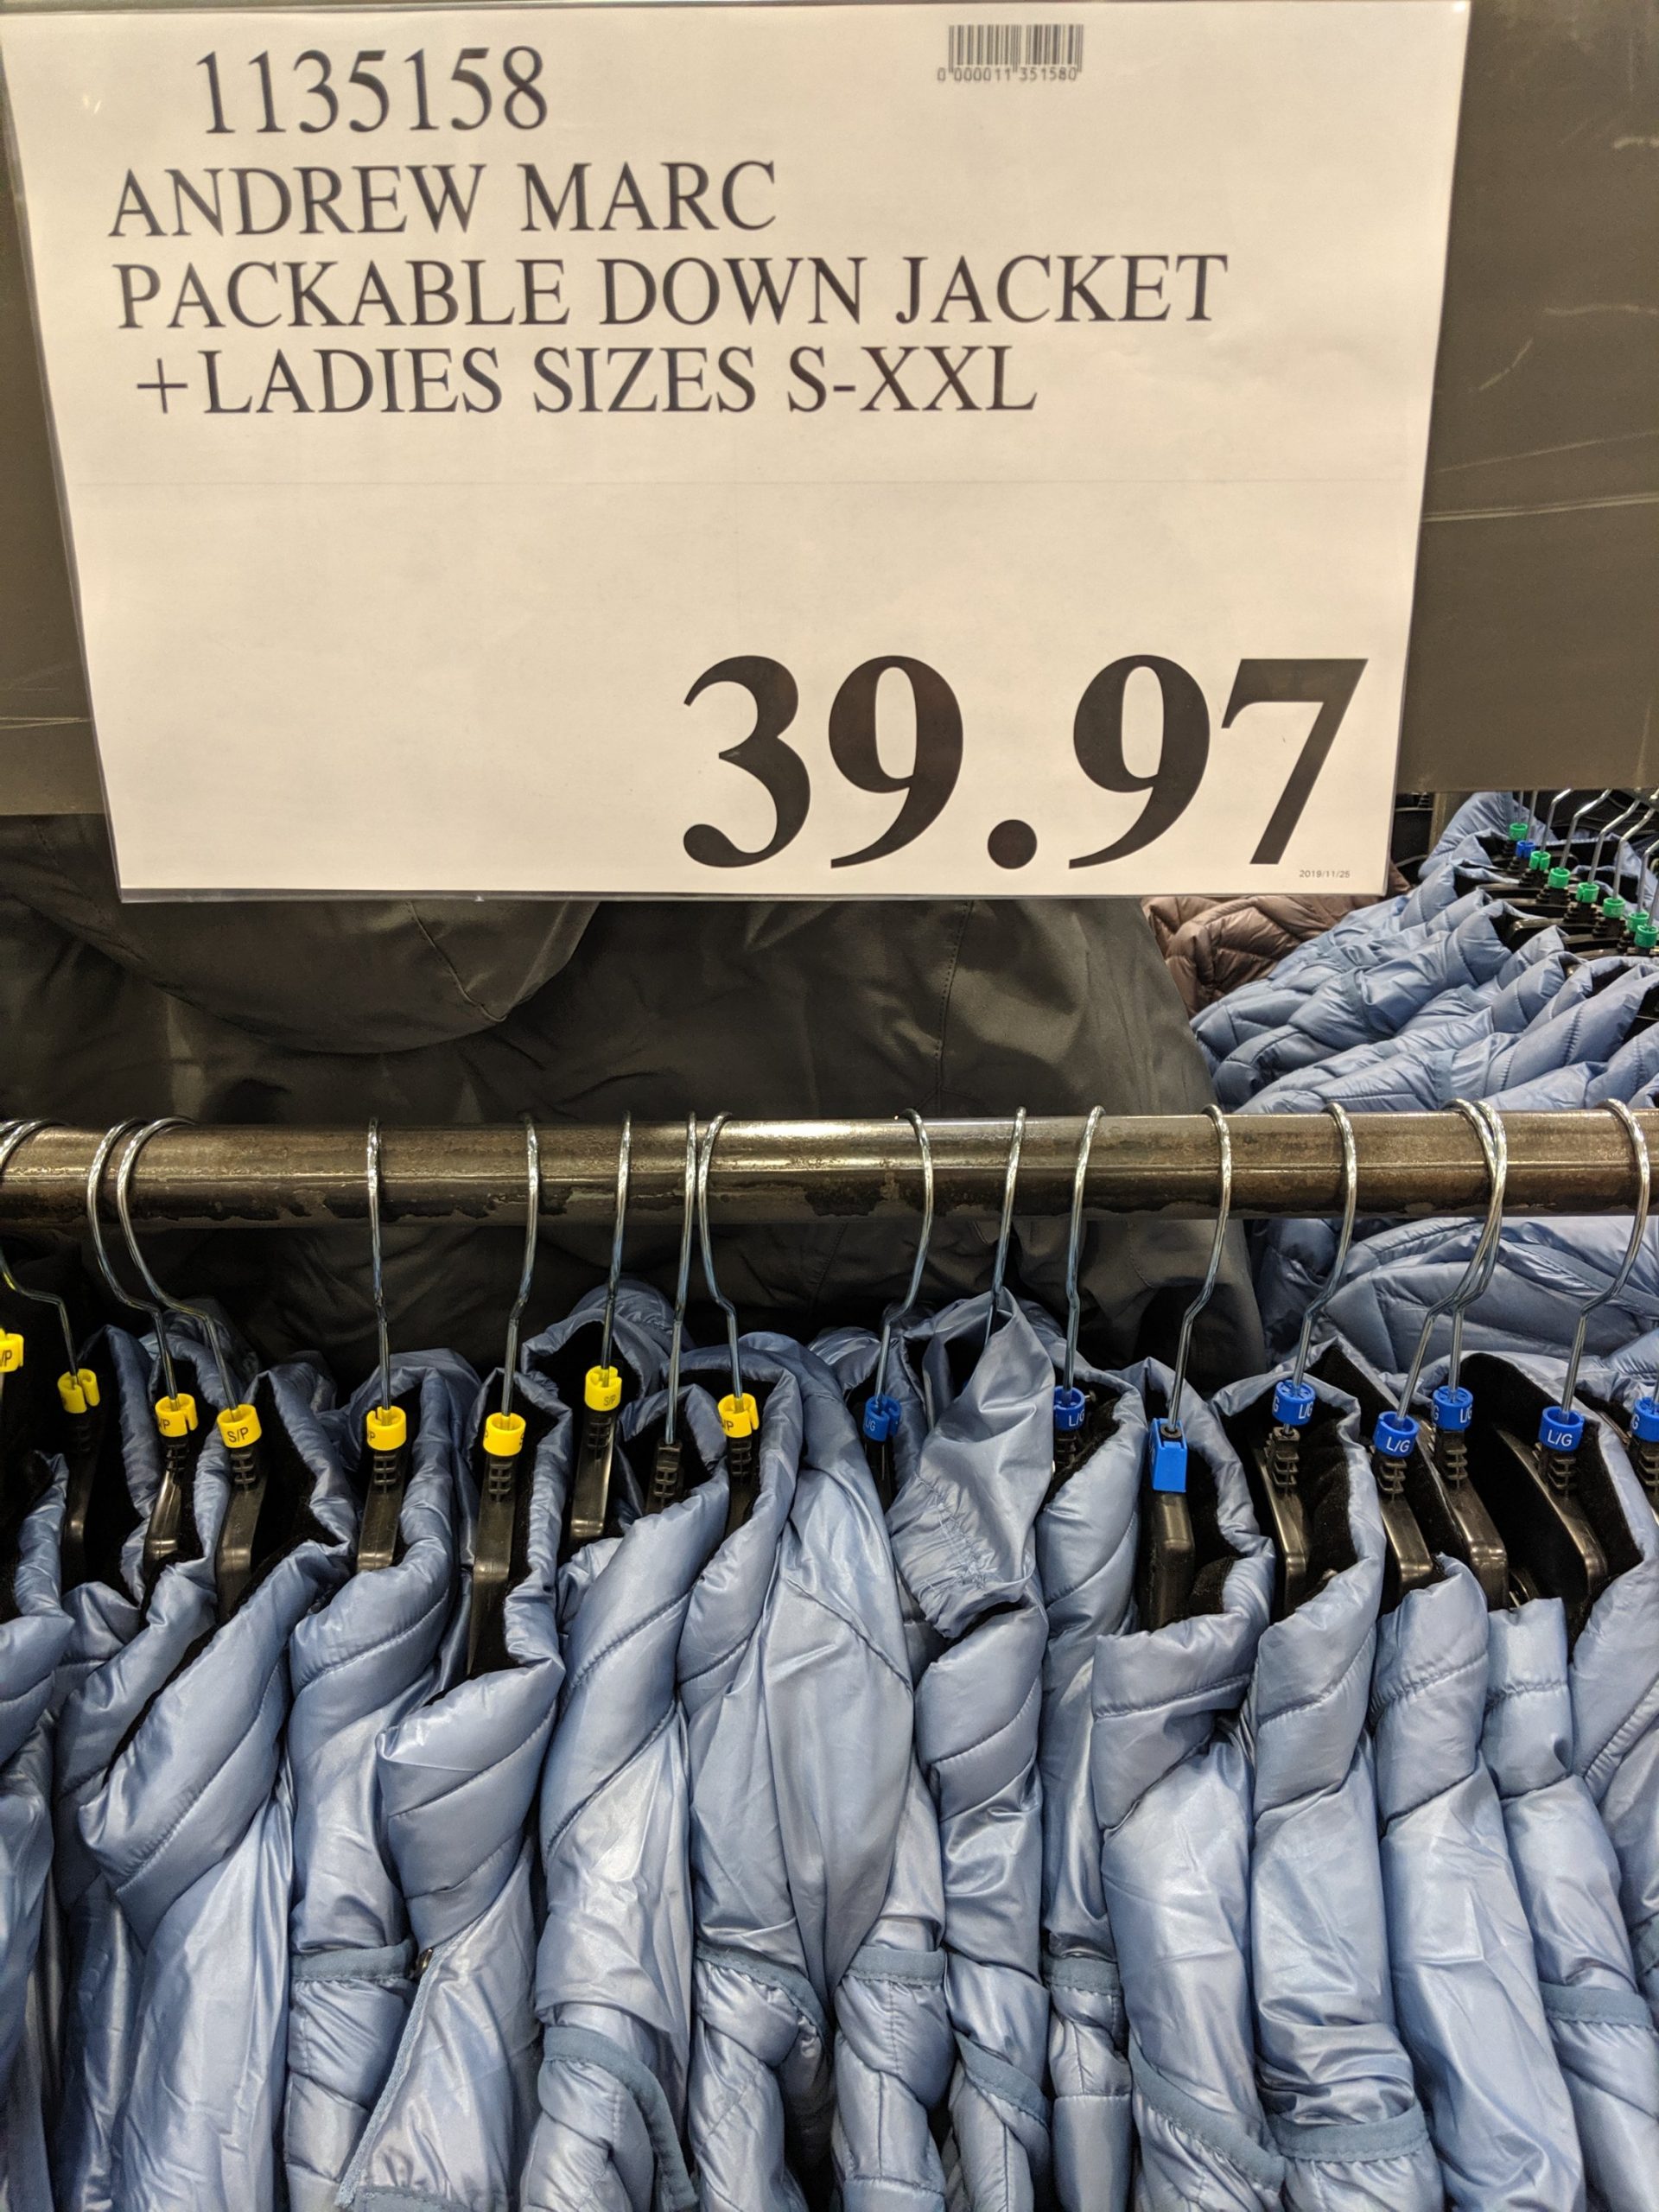 1135158
0 000011 351580
ANDREW MARC
PACKABLE DOWN JACKET
+LADIES SIZES S-XXL
39.97
2019/11/25
S/P
S/P
L/G
L/G
L/G
L/G
L/G